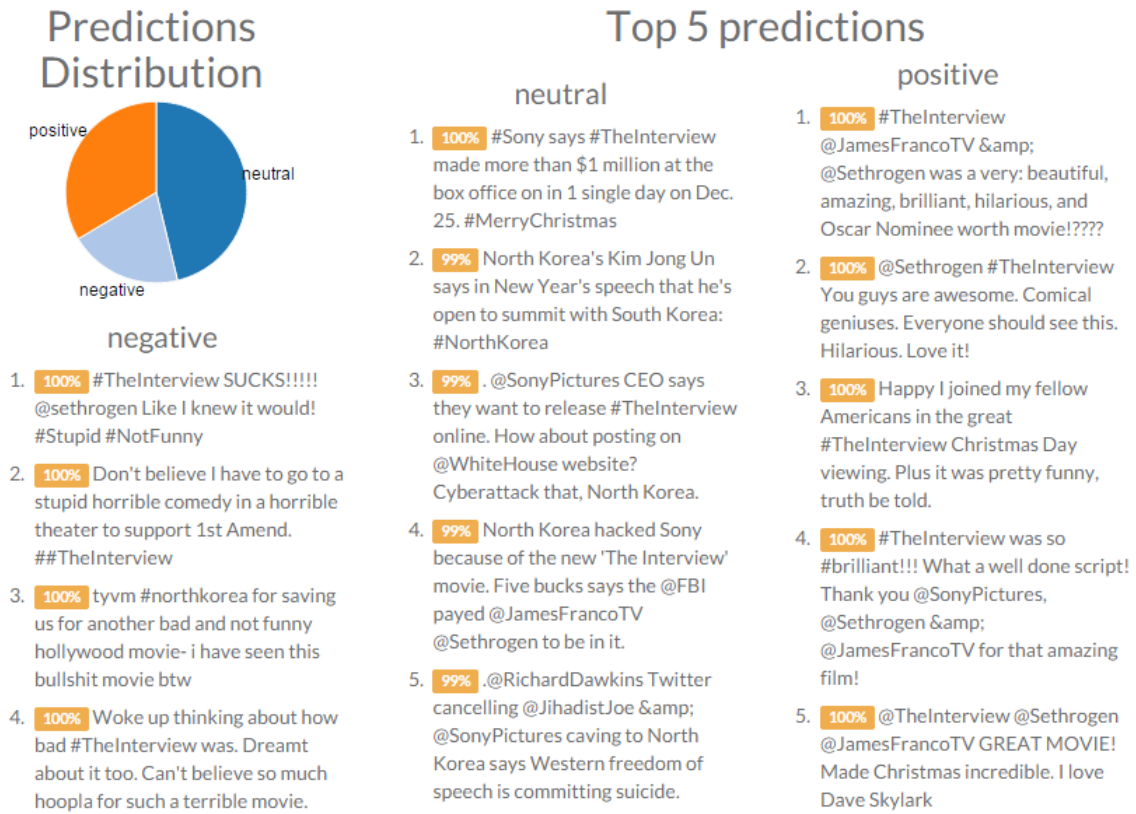 Predictions
Distribution
positive
neutral
negative
negative
1. 100% #TheInterview SUCKS!!!!!
@sethrogen Like I knew it would!
#Stupid #NotFunny
2. 100% Don't believe I have to go to a
stupid horrible comedy in a horrible
theater to support 1st Amend.
##TheInterview
3. 100% tyvm #northkorea for saving
us for another bad and not funny
hollywood movie- i have seen this
bullshit movie btw
4. 100% Woke up thinking about how
bad #TheInterview was. Dreamt
about it too. Can't believe so much
hoopla for such a terrible movie.
Top 5 predictions
neutral
1. 100% #Sony says #TheInterview
made more than $1 million at the
box office on in 1 single day on Dec.
25. #MerryChristmas
2. 99% North Korea's Kim Jong Un
says in New Year's speech that he's
open to summit with South Korea:
#NorthKorea
3. 99% . @SonyPictures CEO says
they want to release #TheInterview
online. How about posting on
@WhiteHouse website?
Cyberattack that, North Korea.
4. 99% North Korea hacked Sony
because of the new 'The Interview'
movie. Five bucks says the @FBI
payed @JamesFrancoTV
@Sethrogen to be in it.
5. 99% .@RichardDawkins Twitter
cancelling @JihadistJoe &amp;
@SonyPictures caving to North
Korea says Western freedom of
speech is committing suicide.
positive
1. 100% #TheInterview
@JamesFrancoTV &amp;
@Sethrogen was a very: beautiful,
amazing, brilliant, hilarious, and
Oscar Nominee worth movie!????
2. 100% @Sethrogen #TheInterview
You guys are awesome. Comical
geniuses. Everyone should see this.
Hilarious. Love it!
3. 100% Happy I joined my fellow
Americans in the great
#TheInterview Christmas Day
viewing. Plus it was pretty funny,
truth be told.
4. 100% #TheInterview was so
#brilliant!!! What a well done script!
Thank you @SonyPictures,
@Sethrogen &amp;
@JamesFrancoTV for that amazing
film!
5. 100% @TheInterview @Sethrogen
@JamesFrancoTV GREAT MOVIE!
Made Christmas incredible. I love
Dave Skylark